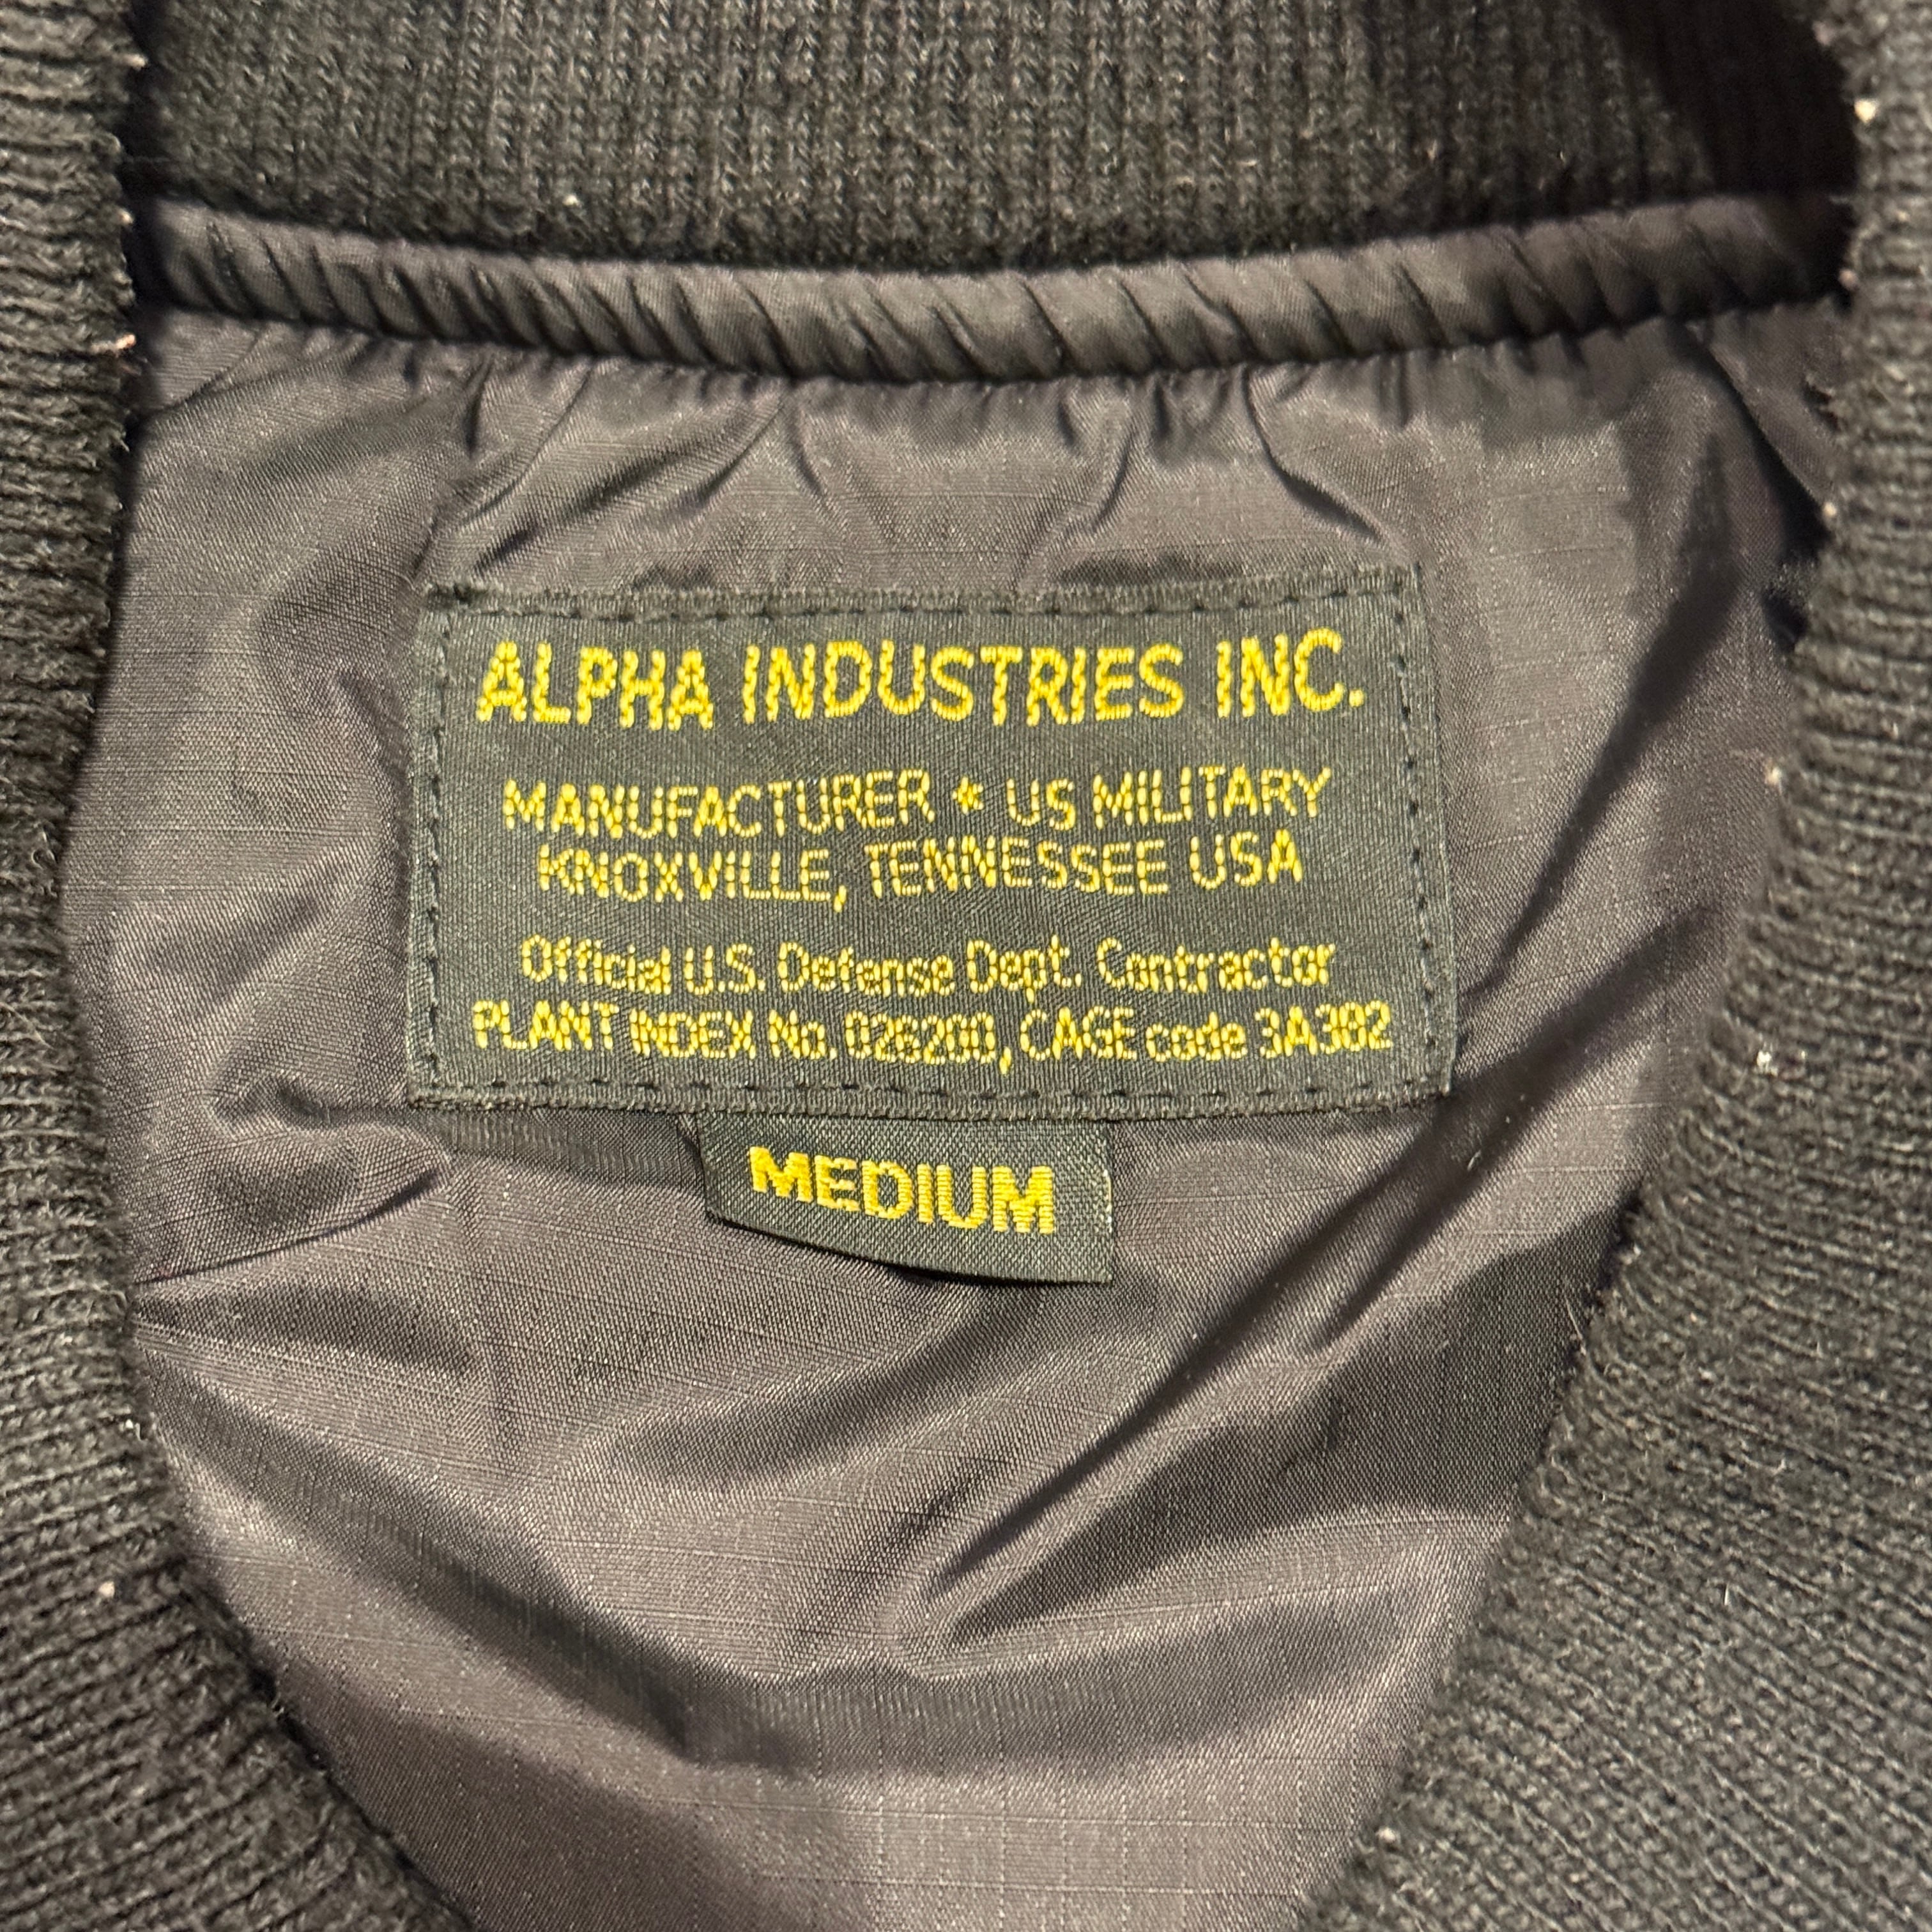 ALPHA INDUSTRIES INC.
MANUFACTURER * US MILITARY
KNOXVILLE, TENNESSEE USA
Official U.S. Defense Dept. Contractor
PLANT INDEX No. 026200, CAGE code 3A382
MEDIUM